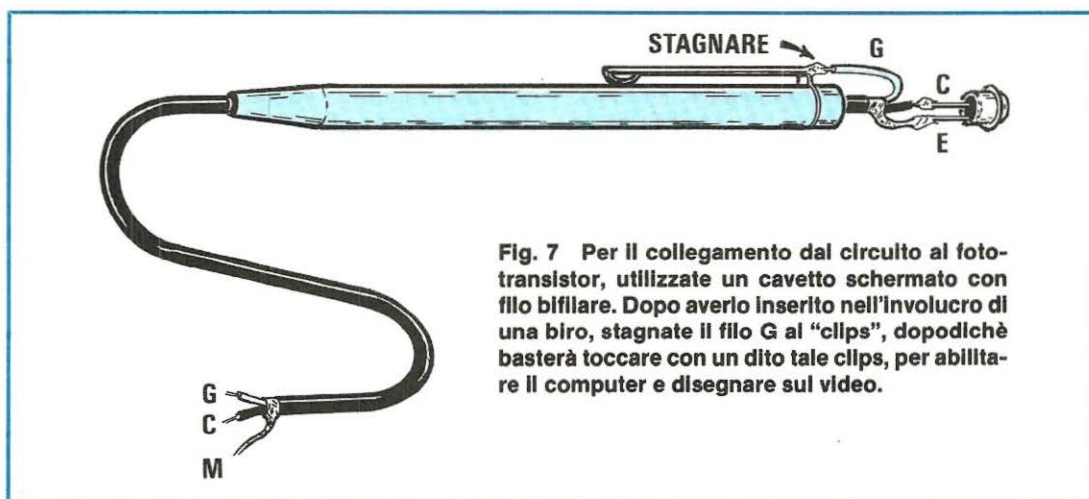 STAGNARE
G
C
E
Fig. 7 Per il collegamento dal circuito al foto-
transistor, utilizzate un cavetto schermato con
filo bifilare. Dopo averlo inserito nell'involucro di
una biro, stagnate il filo G al "clips", dopodichè
basterà toccare con un dito tale clips, per abilita-
re il computer e disegnare sul video.
G
C
M